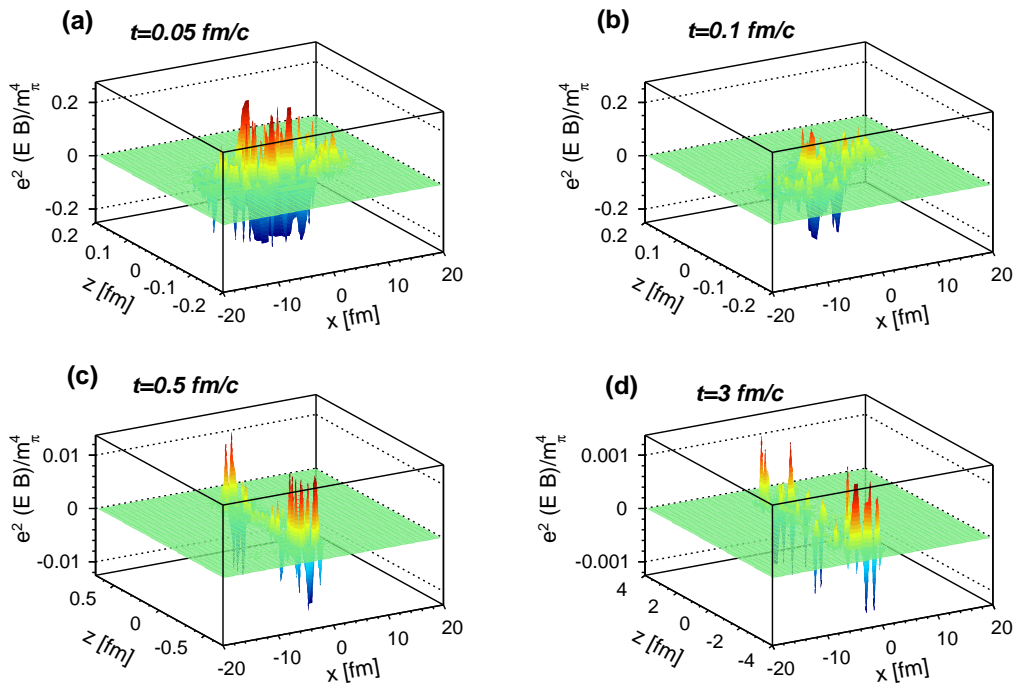 (a)
t=0.05 fm/c
e² (E B)/m⁴π
0.2
0
-0.2
0.2
0.1
0
-0.1
-0.2
z [fm]
-20
-10
0
10
20
x [fm]
(b)
t=0.1 fm/c
e² (E B)/m⁴π
0.2
0
-0.2
0.2
0.1
0
-0.1
-0.2
z [fm]
-20
-10
0
10
20
x [fm]
(c)
t=0.5 fm/c
e² (E B)/m⁴π
0.01
0
-0.01
0.5
0
-0.5
z [fm]
-20
-10
0
10
20
x [fm]
(d)
t=3 fm/c
e² (E B)/m⁴π
0.001
0
-0.001
4
2
0
-2
-4
z [fm]
-20
-10
0
10
20
x [fm]